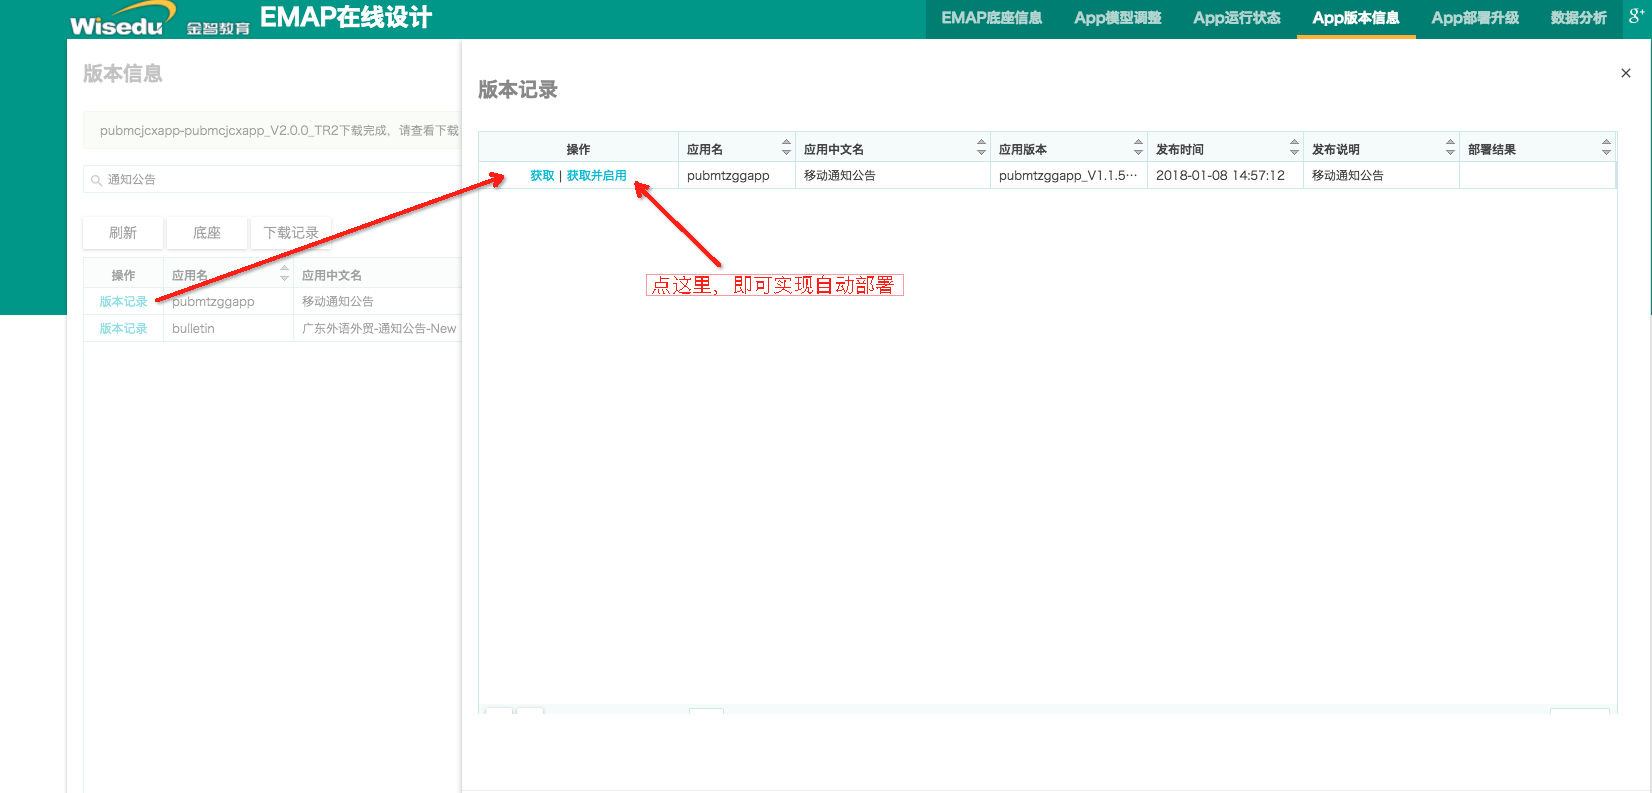 Wisedu 金智教育 EMAP在线设计
EMAP底座信息 App模型调整 App运行状态 App版本信息 App部署升级 数据分析 g+
版本信息
pubmcjcxapp-pubmcjcxapp_V2.0.0_TR2下载完成，请查看下载
通知公告
刷新 底座 下载记录
操作 应用名 应用中文名
版本记录 pubmtzggapp 移动通知公告
版本记录 bulletin 广东外语外贸-通知公告-New
×
版本记录
操作 应用名 应用中文名 应用版本 发布时间 发布说明 部署结果
获取 | 获取并启用 pubmtzggapp 移动通知公告 pubmtzggapp_V1.1.5··· 2018-01-08 14:57:12 移动通知公告
点这里，即可实现自动部署